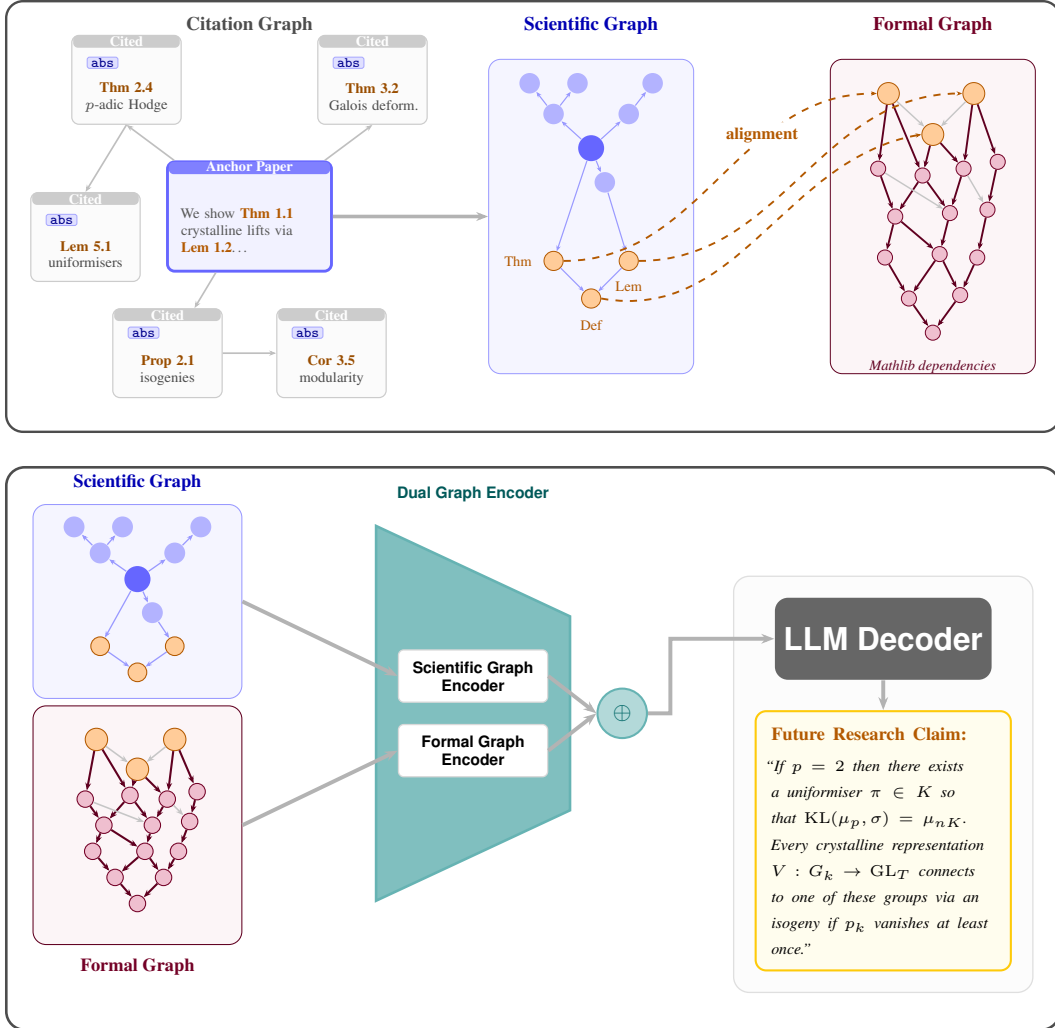 Citation Graph
Scientific Graph
Formal Graph
Cited
abs
Thm 2.4
p-adic Hodge
Cited
abs
Thm 3.2
Galois deform.
Anchor Paper
We show Thm 1.1
crystalline lifts via
Lem 1.2...
Cited
abs
Lem 5.1
uniformisers
Cited
abs
Prop 2.1
isogenies
Cited
abs
Cor 3.5
modularity
Thm
Lem
Def
alignment
Mathlib dependencies
Scientific Graph
Dual Graph Encoder
Scientific Graph
Encoder
Formal Graph
Encoder
⊕
LLM Decoder
Future Research Claim:
“If p = 2 then there exists
a uniformiser π ∈ K so
that KL(μ_p, σ) = μ_{nK}.
Every crystalline representation
V : G_k → GL_T connects
to one of these groups via an
isogeny if p_k vanishes at least
once.”
Formal Graph